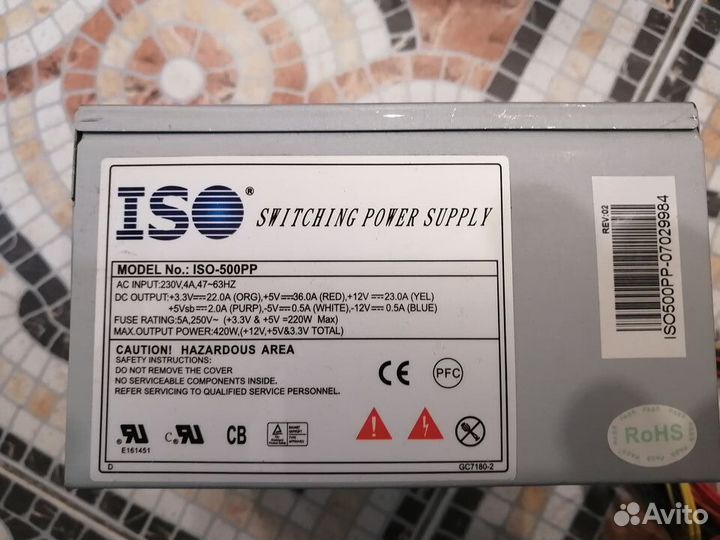 ISO®
SWITCHING POWER SUPPLY
MODEL No.: ISO-500PP
AC INPUT:230V,4A,47~63HZ
DC OUTPUT:+3.3V⎓22.0A (ORG),+5V⎓36.0A (RED),+12V⎓23.0A (YEL)
+5Vsb⎓2.0A (PURP),-5V⎓0.5A (WHITE),-12V⎓0.5A (BLUE)
FUSE RATING:5A,250V~ (+3.3V & +5V =220W Max)
MAX.OUTPUT POWER:420W,(+12V,+5V&3.3V TOTAL)
CAUTION! HAZARDOUS AREA
SAFETY INSTRUCTIONS:
DO NOT REMOVE THE COVER
NO SERVICEABLE COMPONENTS INSIDE.
REFER SERVICING TO QUALIFIED SERVICE PERSONNEL.
CE
PFC
E161451
CB
D
GC7180-2
REV:02
ISO500PP-07029984
PASS PASS PASS
RoHS
Avito